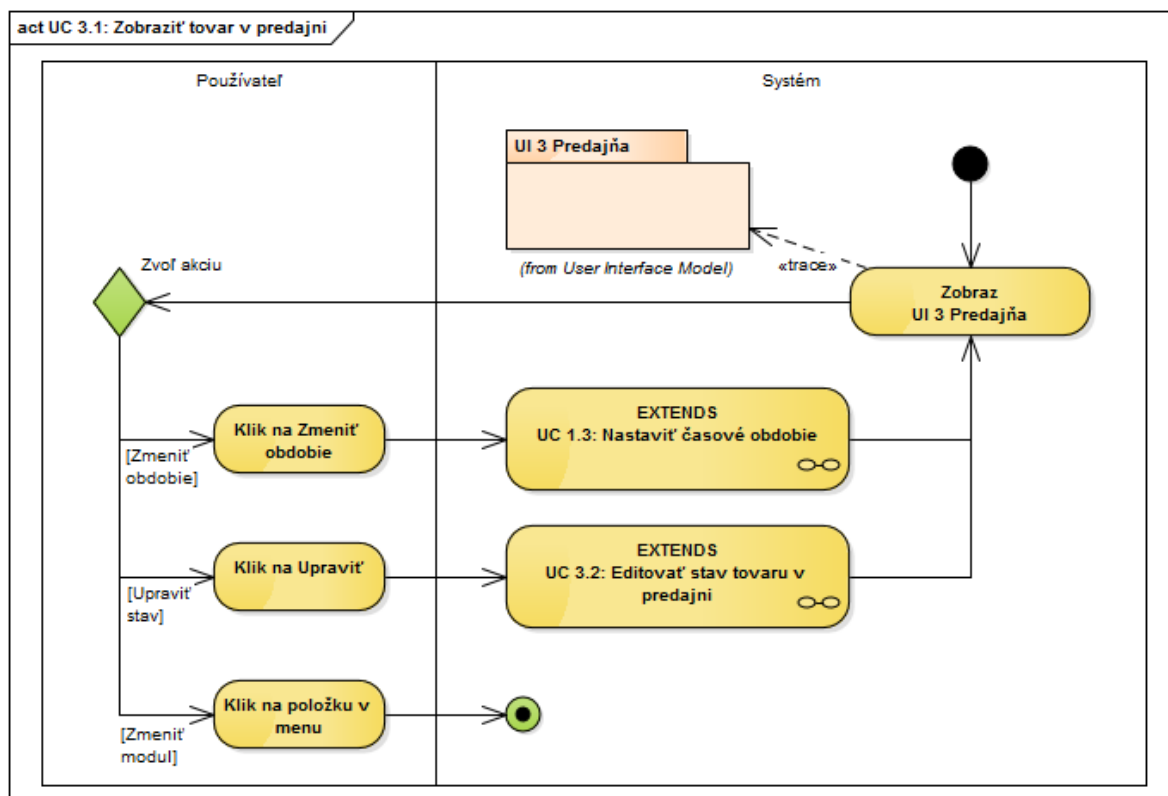 act UC 3.1: Zobraziť tovar v predajni
Používateľ
Systém
UI 3 Predajňa
(from User Interface Model)
«trace»
Zvoľ akciu
Zobraz
UI 3 Predajňa
[Zmeniť
obdobie]
Klik na Zmeniť
obdobie
EXTENDS
UC 1.3: Nastaviť časové obdobie
[Upraviť
stav]
Klik na Upraviť
EXTENDS
UC 3.2: Editovať stav tovaru v
predajni
[Zmeniť
modul]
Klik na položku v
menu